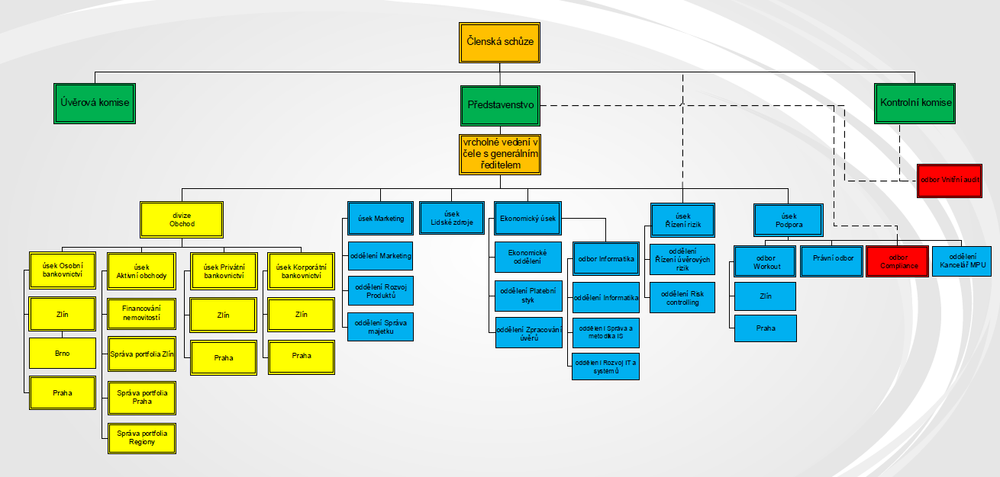 Členská schůze
Úvěrová komise
Představenstvo
Kontrolní komise
vrcholné vedení v
čele s generálním
ředitelem
odbor Vnitřní audit
divize
Obchod
úsek Marketing
úsek
Lidské zdroje
Ekonomický úsek
úsek
Řízení rizik
úsek
Podpora
úsek Osobní
bankovnictví
úsek
Aktivní obchody
úsek Privátní
bankovnictví
úsek Korporátní
bankovnictví
oddělení Marketing
Ekonomické
oddělení
odbor Informatika
oddělení
Řízení úvěrových
rizik
odbor
Workout
Právní odbor
odbor
Compliance
oddělení
Kancelář MPU
Zlín
Financování
nemovitostí
Zlín
Zlín
oddělení Rozvoj
Produktů
oddělení Platební
styk
oddělení Informatika
oddělení Risk
controlling
Zlín
Brno
Správa portfolia Zlín
Praha
Praha
oddělení Správa
majetku
oddělení Zpracování
úvěrů
oddělení Správa a
metodika IS
Praha
Praha
Správa portfolia
Praha
oddělení Rozvoj IT a
systémů
Správa portfolia
Regiony